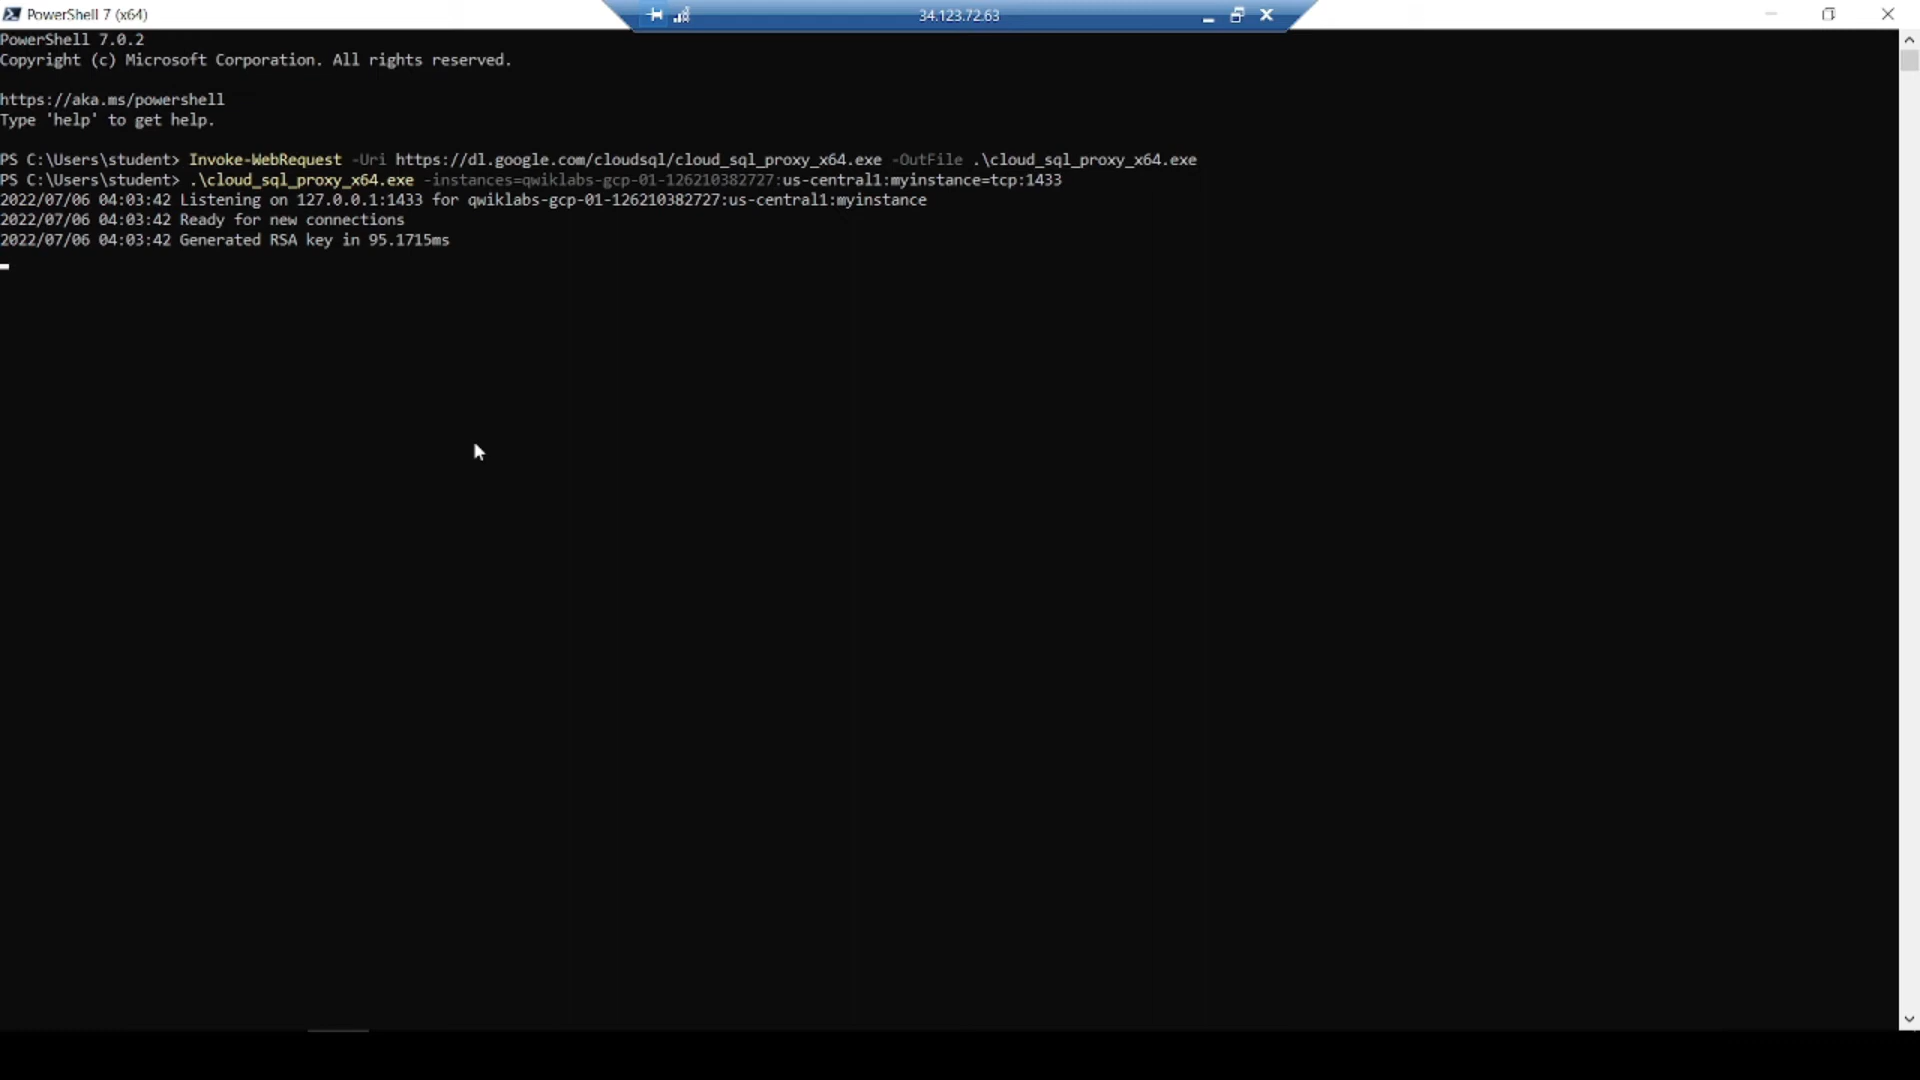 PowerShell 7 (x64)
34.123.72.63
PowerShell 7.0.2
Copyright (c) Microsoft Corporation. All rights reserved.
https://aka.ms/powershell
Type 'help' to get help.
PS C:\Users\student> Invoke-WebRequest -Uri https://dl.google.com/cloudsql/cloud_sql_proxy_x64.exe -OutFile .\cloud_sql_proxy_x64.exe
PS C:\Users\student> .\cloud_sql_proxy_x64.exe -instances=qwiklabs-gcp-01-126210382727:us-central1:myinstance=tcp:1433
2022/07/06 04:03:42 Listening on 127.0.0.1:1433 for qwiklabs-gcp-01-126210382727:us-central1:myinstance
2022/07/06 04:03:42 Ready for new connections
2022/07/06 04:03:42 Generated RSA key in 95.1715ms